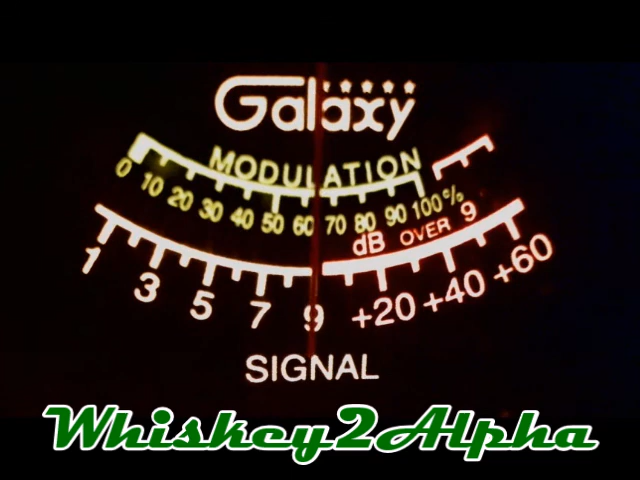 Galaxy
MODULATION
0 10 20 30 40 50 60 70 80 90 100%
dB OVER 9
1 3 5 7 9 +20 +40 +60
SIGNAL
Whiskey2Alpha